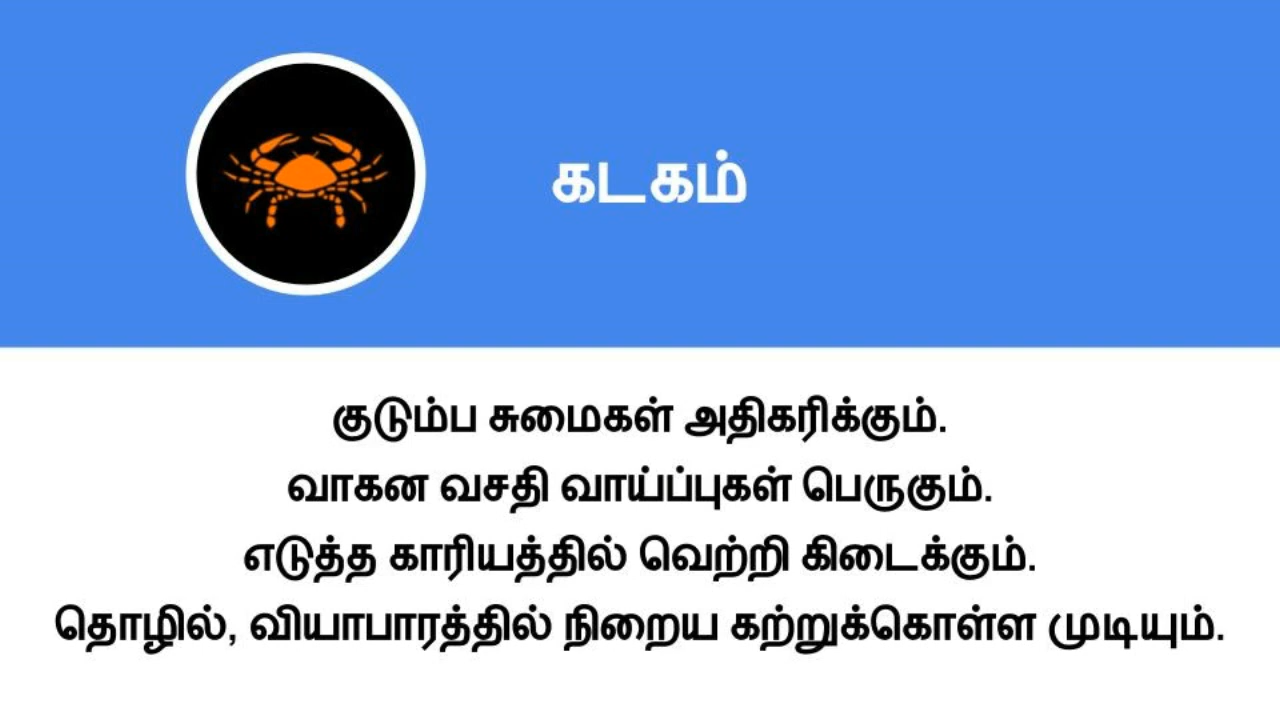 கடகம்
குடும்ப சுமைகள் அதிகரிக்கும்.
வாகன வசதி வாய்ப்புகள் பெருகும்.
எடுத்த காரியத்தில் வெற்றி கிடைக்கும்.
தொழில், வியாபாரத்தில் நிறைய கற்றுக்கொள்ள முடியும்.